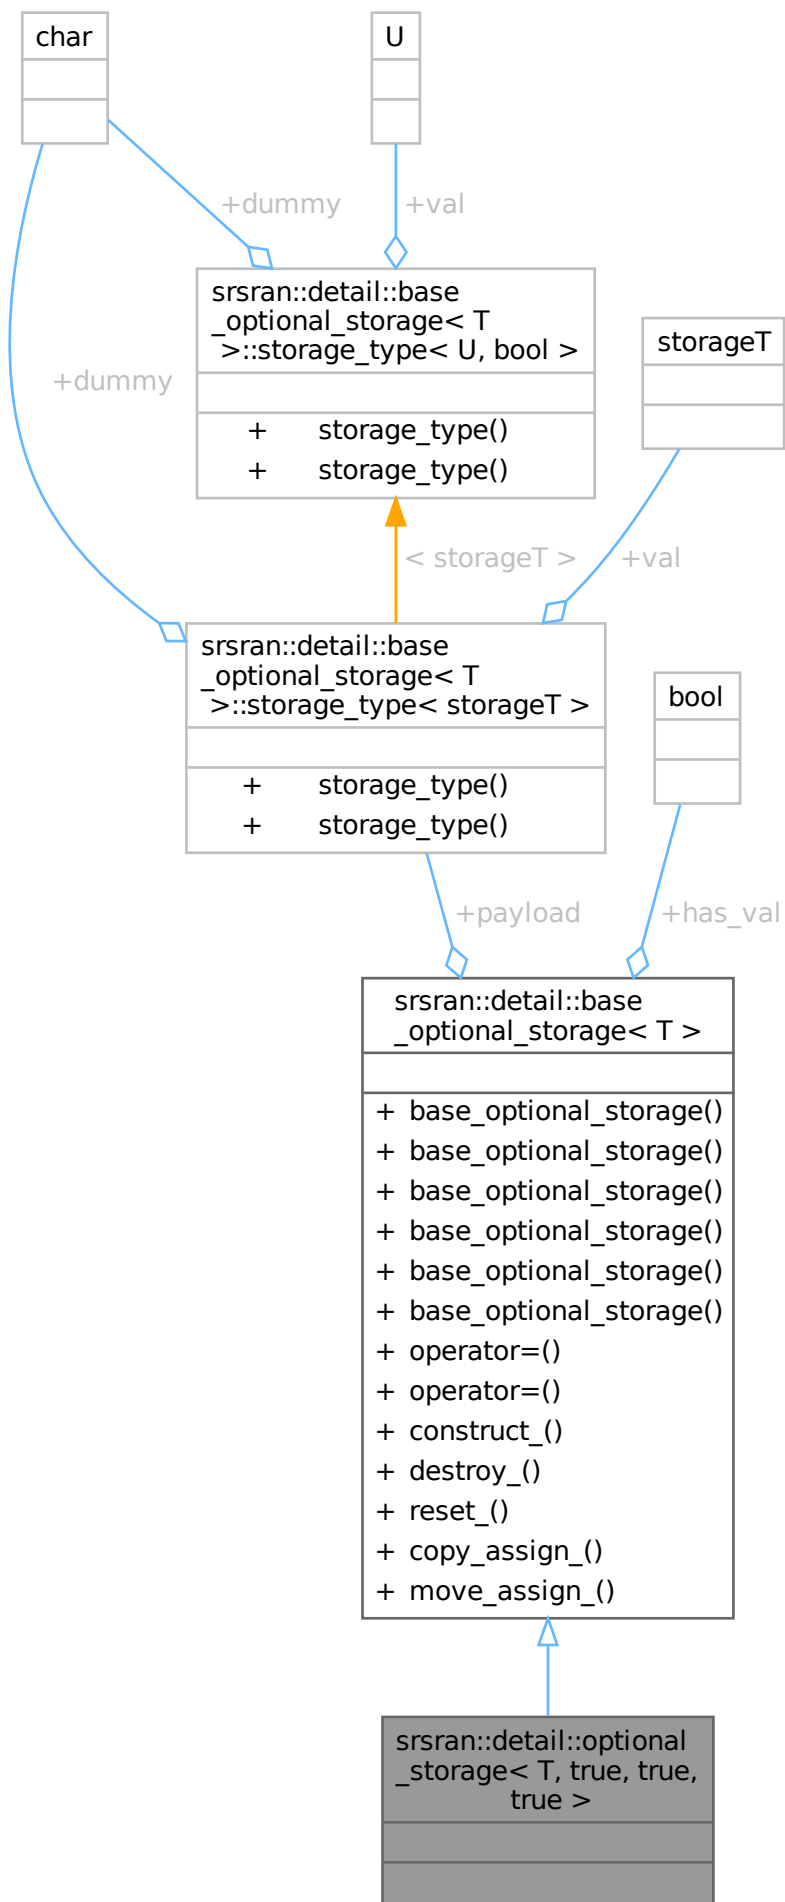 char
U
+dummy
+val
srsran::detail::base
_optional_storage< T
>::storage_type< U, bool >
+ storage_type()
+ storage_type()
storageT
+dummy
< storageT >
+val
srsran::detail::base
_optional_storage< T
>::storage_type< storageT >
+ storage_type()
+ storage_type()
bool
+payload
+has_val
srsran::detail::base
_optional_storage< T >
+ base_optional_storage()
+ base_optional_storage()
+ base_optional_storage()
+ base_optional_storage()
+ base_optional_storage()
+ base_optional_storage()
+ operator=()
+ operator=()
+ construct_()
+ destroy_()
+ reset_()
+ copy_assign_()
+ move_assign_()
srsran::detail::optional
_storage< T, true, true,
true >